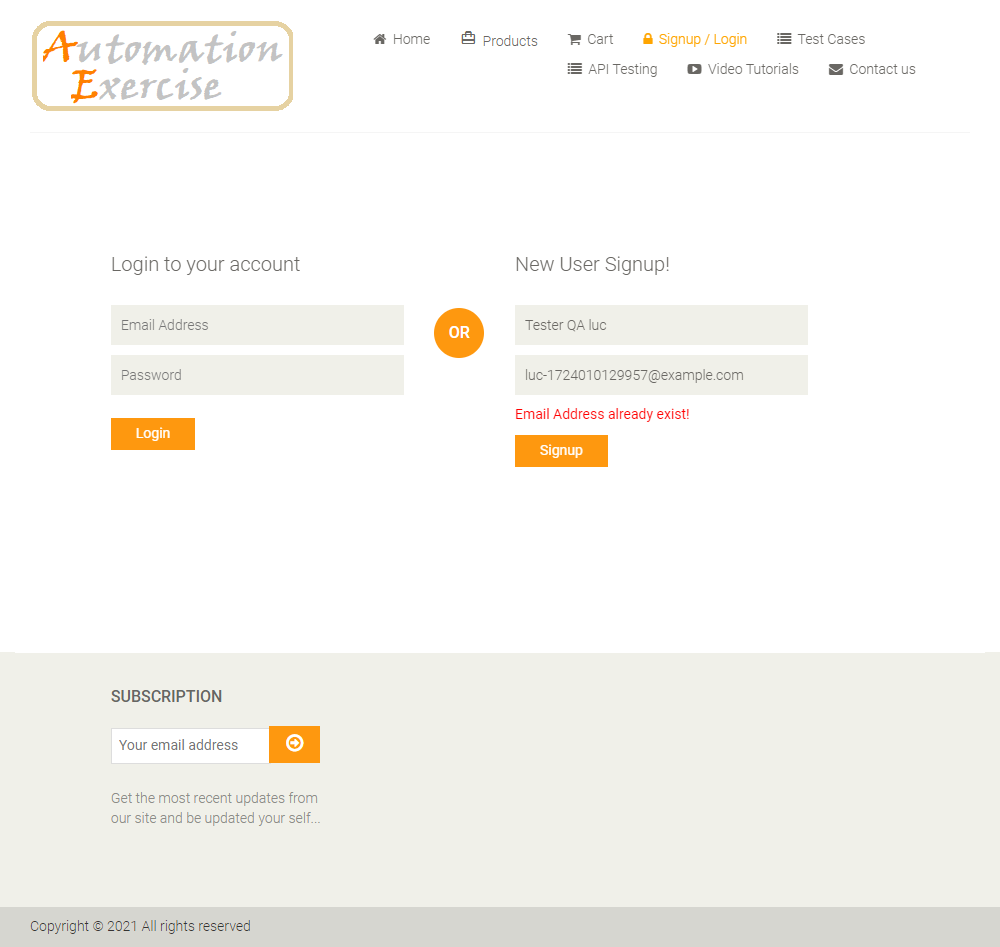 Automation
Exercise
Home
Products
Cart
Signup / Login
Test Cases
API Testing
Video Tutorials
Contact us
Login to your account
Email Address
Password
Login
OR
New User Signup!
Tester QA luc
luc-1724010129957@example.com
Email Address already exist!
Signup
SUBSCRIPTION
Your email address
Get the most recent updates from
our site and be updated your self...
Copyright © 2021 All rights reserved